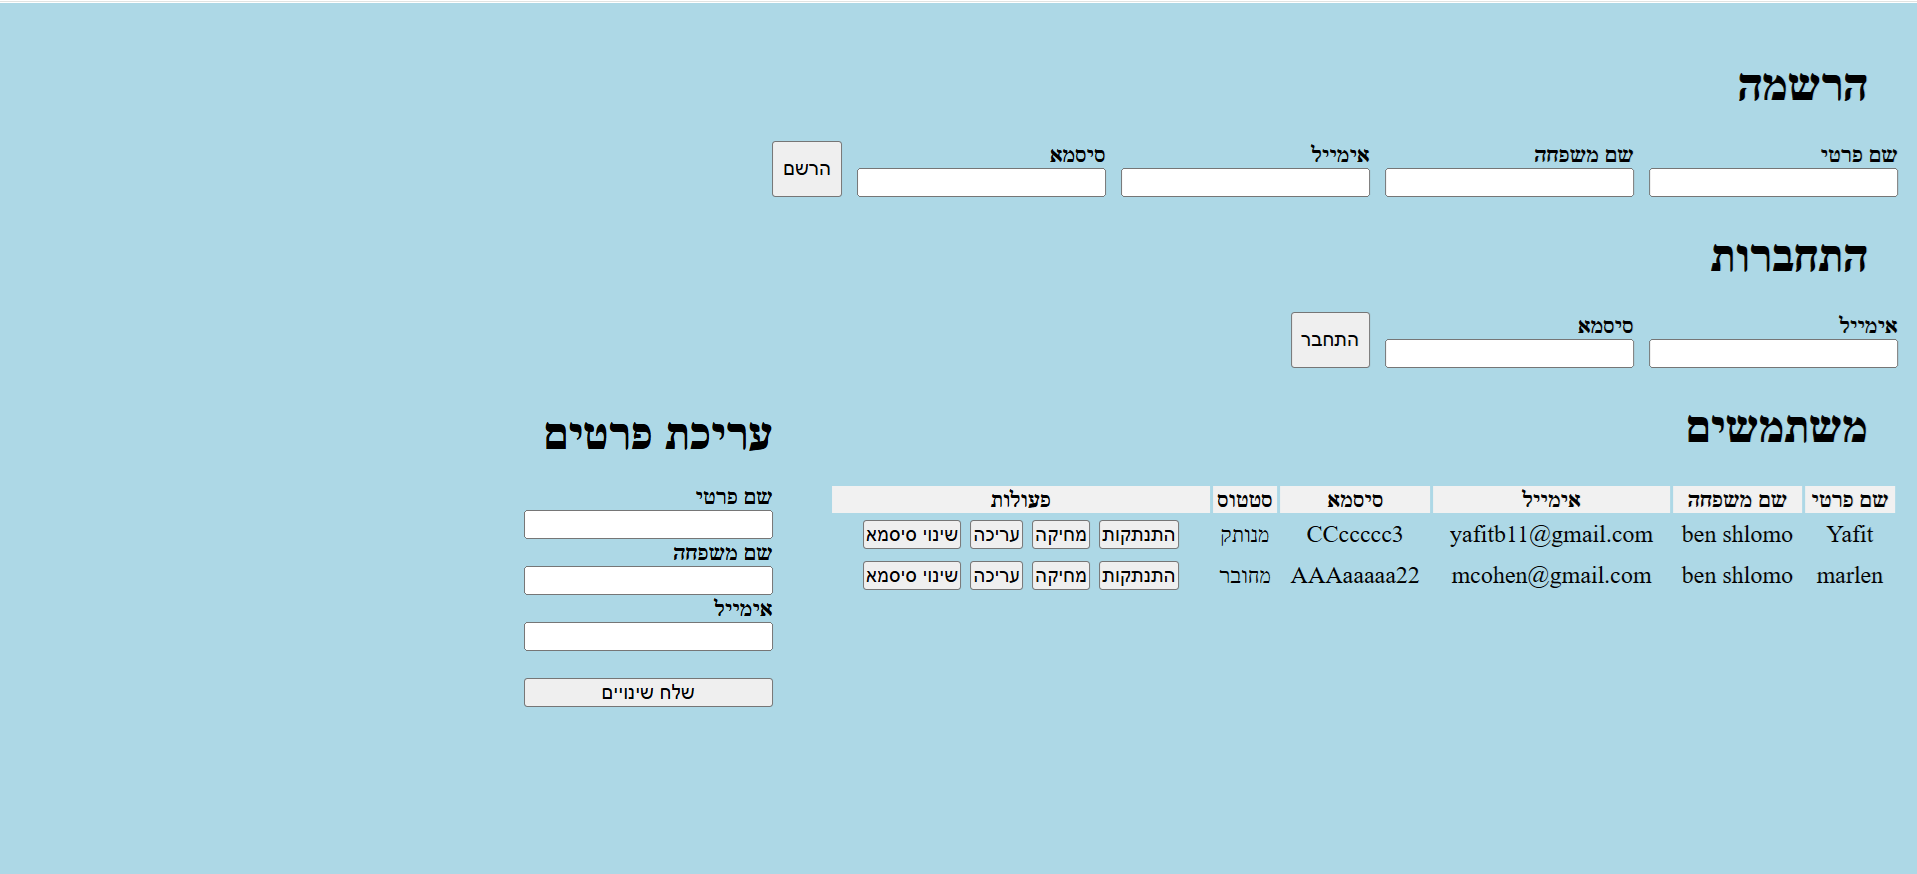 הרשמה
שם פרטי שם משפחה אימייל סיסמא הרשם
התחברות
אימייל סיסמא התחבר
משתמשים
שם פרטי שם משפחה אימייל סיסמא סטטוס פעולות
Yafit ben shlomo yafitb11@gmail.com CCccccc3 מנותק התנתקות מחיקה עריכה שינוי סיסמא
marlen ben shlomo mcohen@gmail.com AAAaaaaa22 מחובר התנתקות מחיקה עריכה שינוי סיסמא
עריכת פרטים
שם פרטי
שם משפחה
אימייל
שלח שינויים